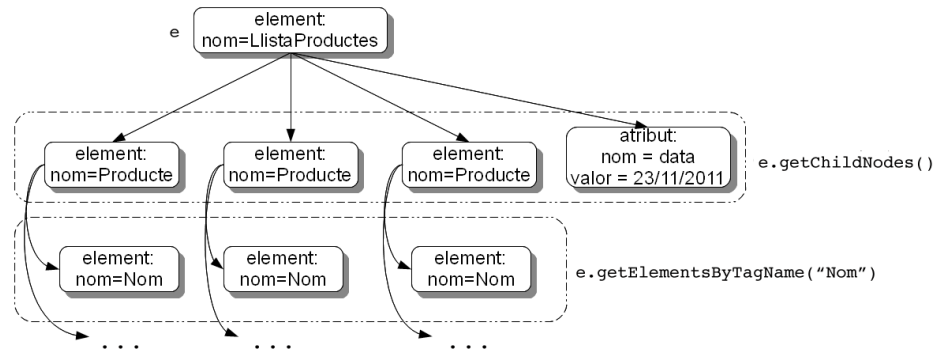 e
element:
nom=LlistaProductes
element:
nom=Producte
element:
nom=Producte
element:
nom=Producte
atribut:
nom = data
valor = 23/11/2011
e.getChildNodes()
element:
nom=Nom
element:
nom=Nom
element:
nom=Nom
e.getElementsByTagName(“Nom”)
...
...
...